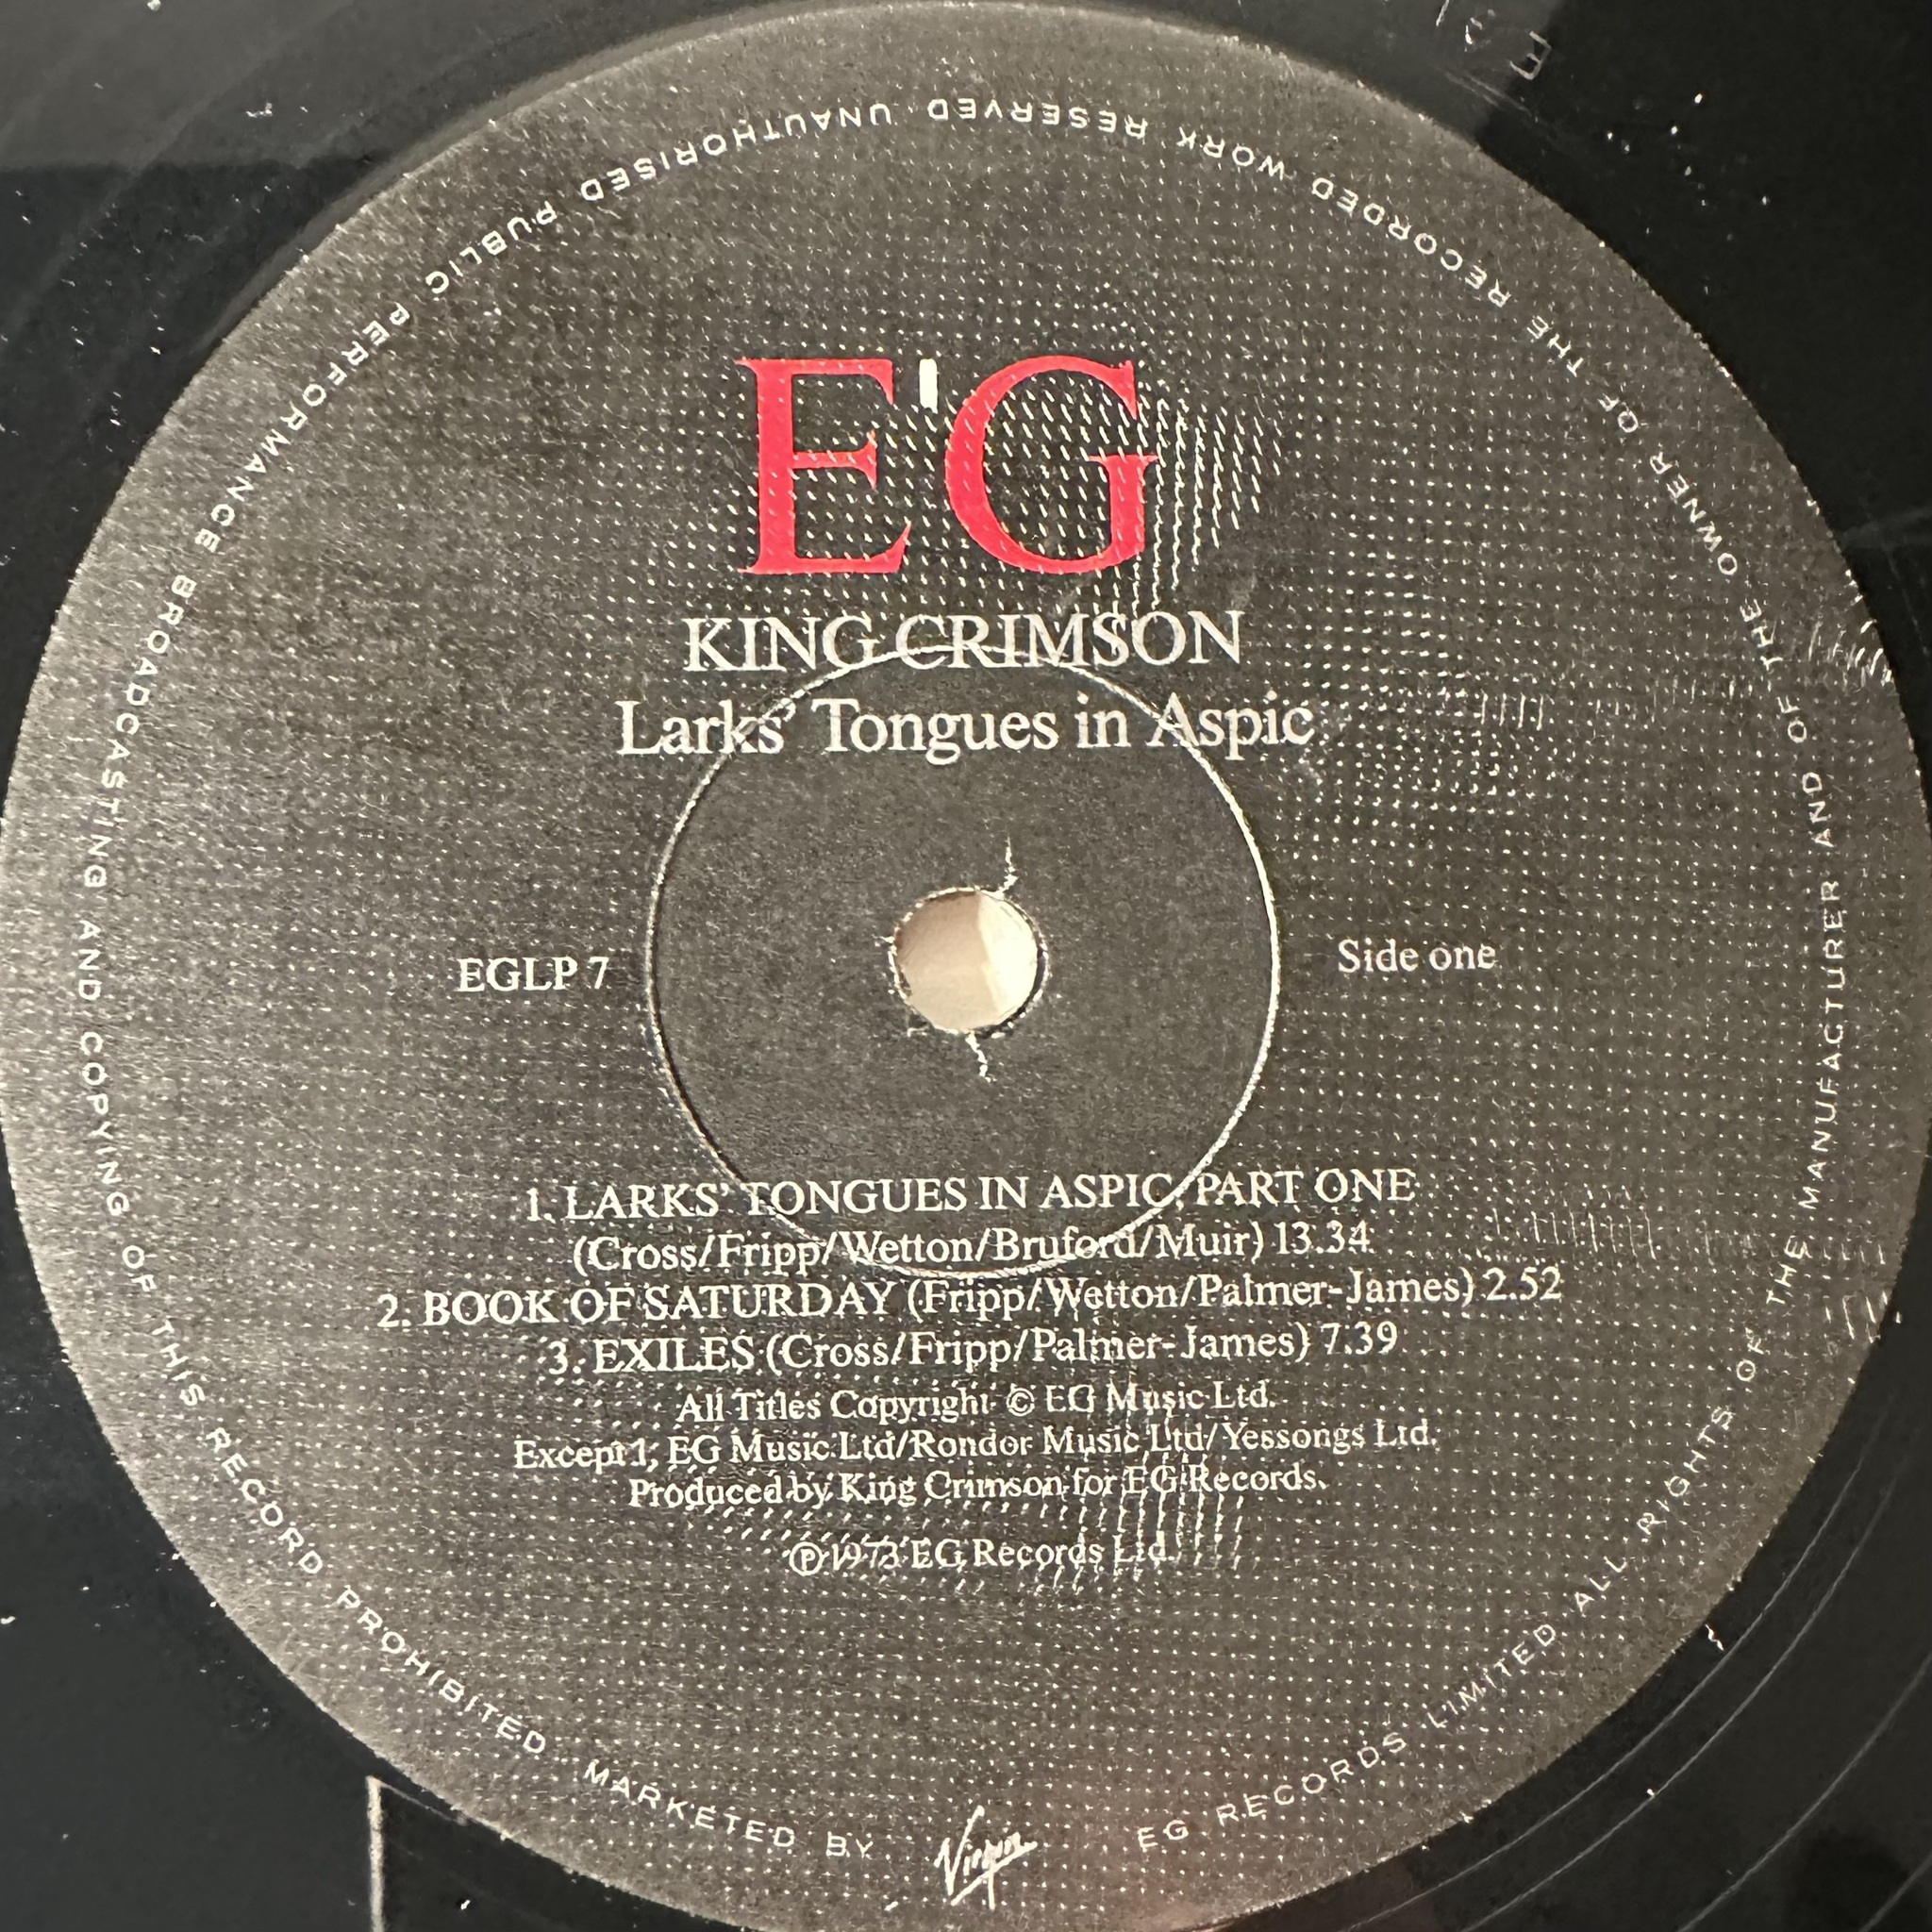 E'G
KING CRIMSON
Larks' Tongues in Aspic
EGLP 7
Side one
1. LARKS' TONGUES IN ASPIC, PART ONE
(Cross/Fripp/Wetton/Bruford/Muir) 13.34
2. BOOK OF SATURDAY (Fripp/Wetton/Palmer-James) 2.52
3. EXILES (Cross/Fripp/Palmer-James) 7.39
All Titles Copyright © EG Music Ltd.
Except 1, EG Music Ltd/Rondor Music Ltd/Yessongs Ltd.
Produced by King Crimson for EG Records.
℗ 1973 EG Records Ltd.
EG RECORDS LIMITED ALL RIGHTS OF THE MANUFACTURER AND OF THE OWNER OF THE RECORDED WORK RESERVED UNAUTHORISED PUBLIC PERFORMANCE BROADCASTING AND COPYING OF THIS RECORD PROHIBITED MARKETED BY Virgin